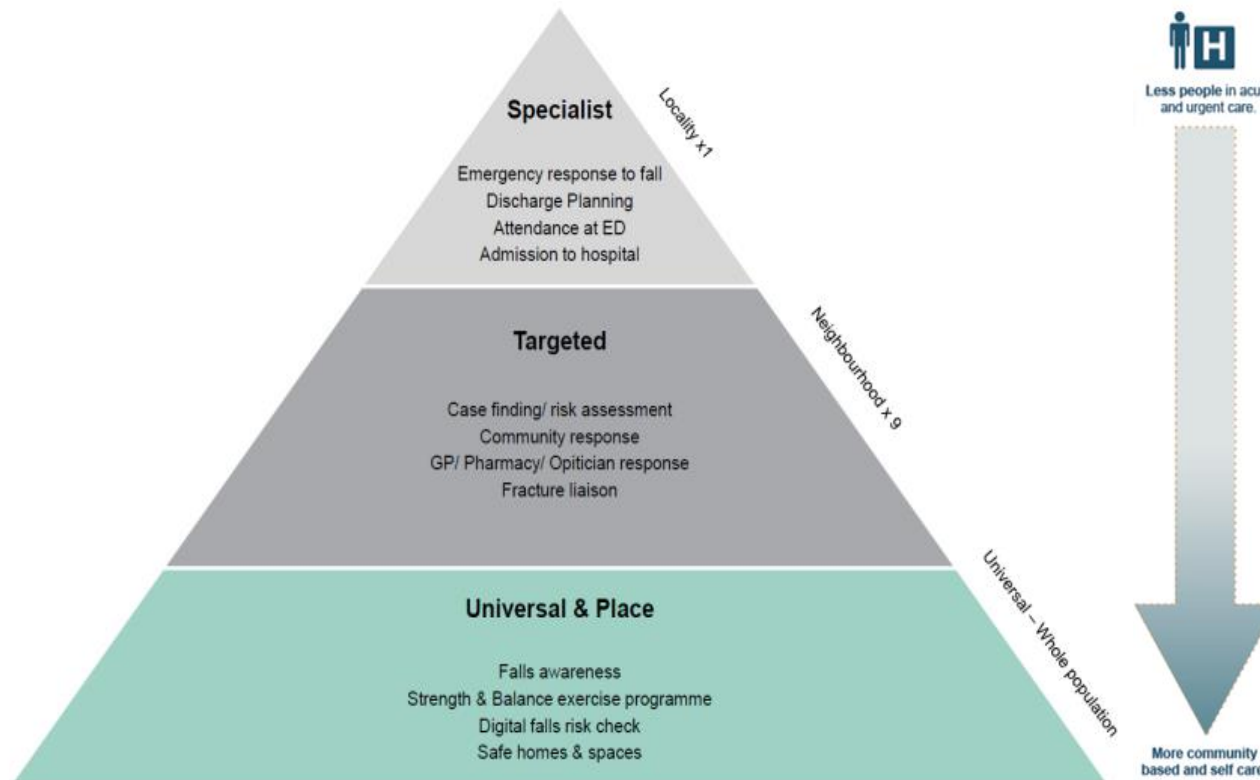 Specialist
Emergency response to fall
Discharge Planning
Attendance at ED
Admission to hospital
Locality x1
Targeted
Case finding/ risk assessment
Community response
GP/ Pharmacy/ Opitician response
Fracture liaison
Neighbourhood x 9
Universal & Place
Falls awareness
Strength & Balance exercise programme
Digital falls risk check
Safe homes & spaces
Universal – Whole population
H
Less people in acu
and urgent care.
More community
based and self care